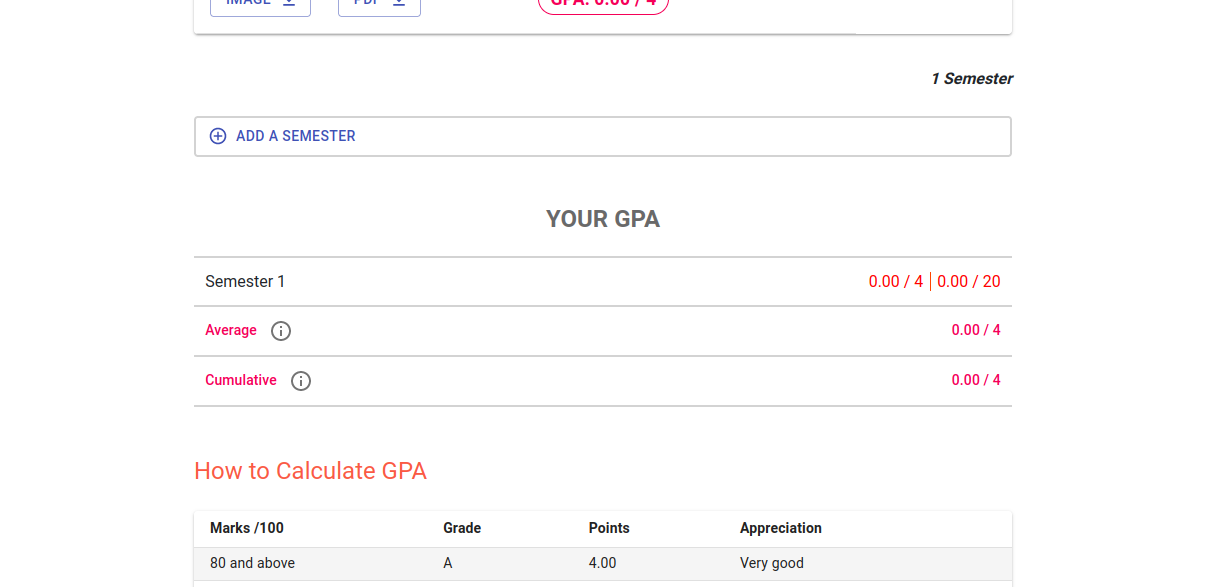 IMAGE PDF GPA: 0.00 / 4
1 Semester
ADD A SEMESTER
YOUR GPA
Semester 1 0.00 / 4 0.00 / 20
Average 0.00 / 4
Cumulative 0.00 / 4
How to Calculate GPA
Marks /100 Grade Points Appreciation
80 and above A 4.00 Very good